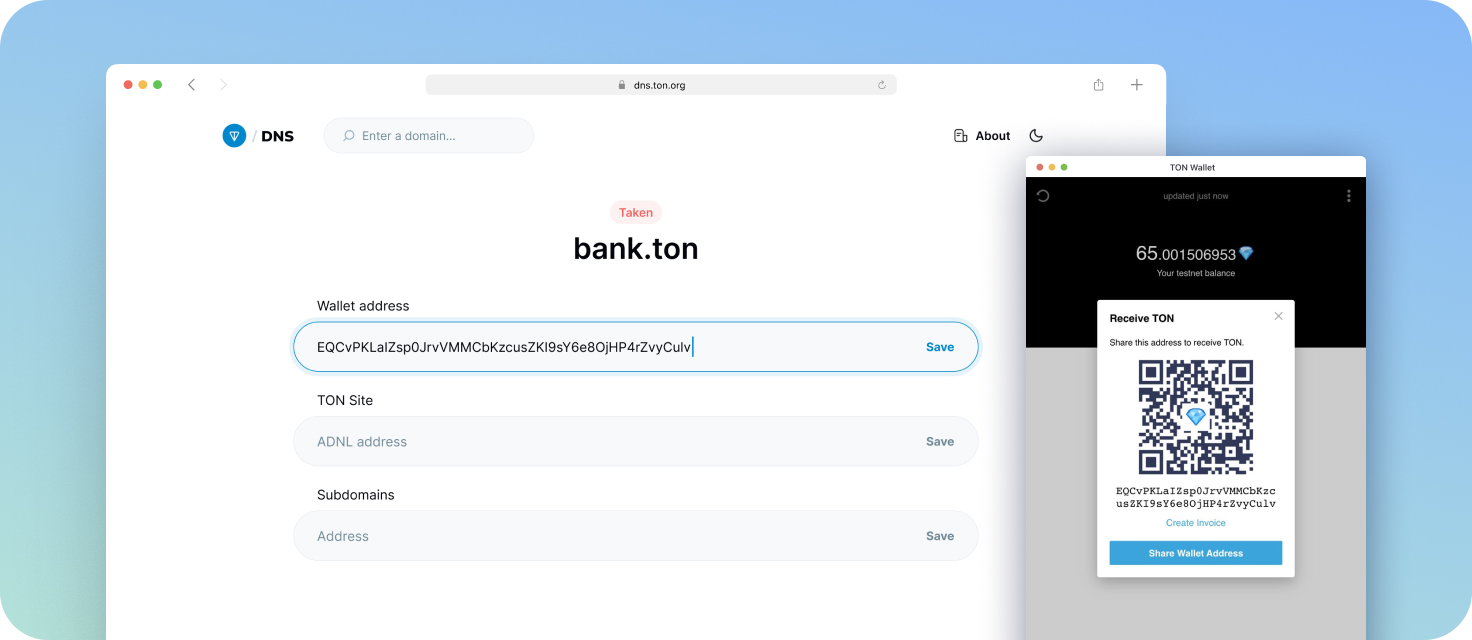 dns.ton.org
/ DNS
Enter a domain...
About
Taken
bank.ton
Wallet address
EQCvPKLaIZsp0JrvVMMCbKzcusZKI9sY6e8OjHP4rZvyCulv
Save
TON Site
ADNL address
Save
Subdomains
Address
Save
TON Wallet
updated just now
65.001506953
Your testnet balance
Receive TON
Share this address to receive TON.
EQCvPKLaIZsp0JrvVMMCbKzc
usZKI9sY6e8OjHP4rZvyCulv
Create Invoice
Share Wallet Address